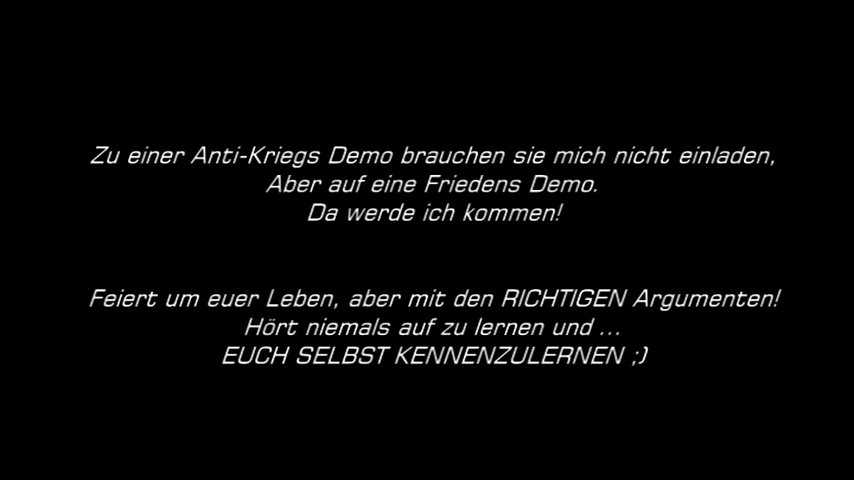 Zu einer Anti-Kriegs Demo brauchen sie mich nicht einladen,
Aber auf eine Friedens Demo.
Da werde ich kommen!
Feiert um euer Leben, aber mit den RICHTIGEN Argumenten!
Hört niemals auf zu lernen und ...
EUCH SELBST KENNENZULERNEN ;)